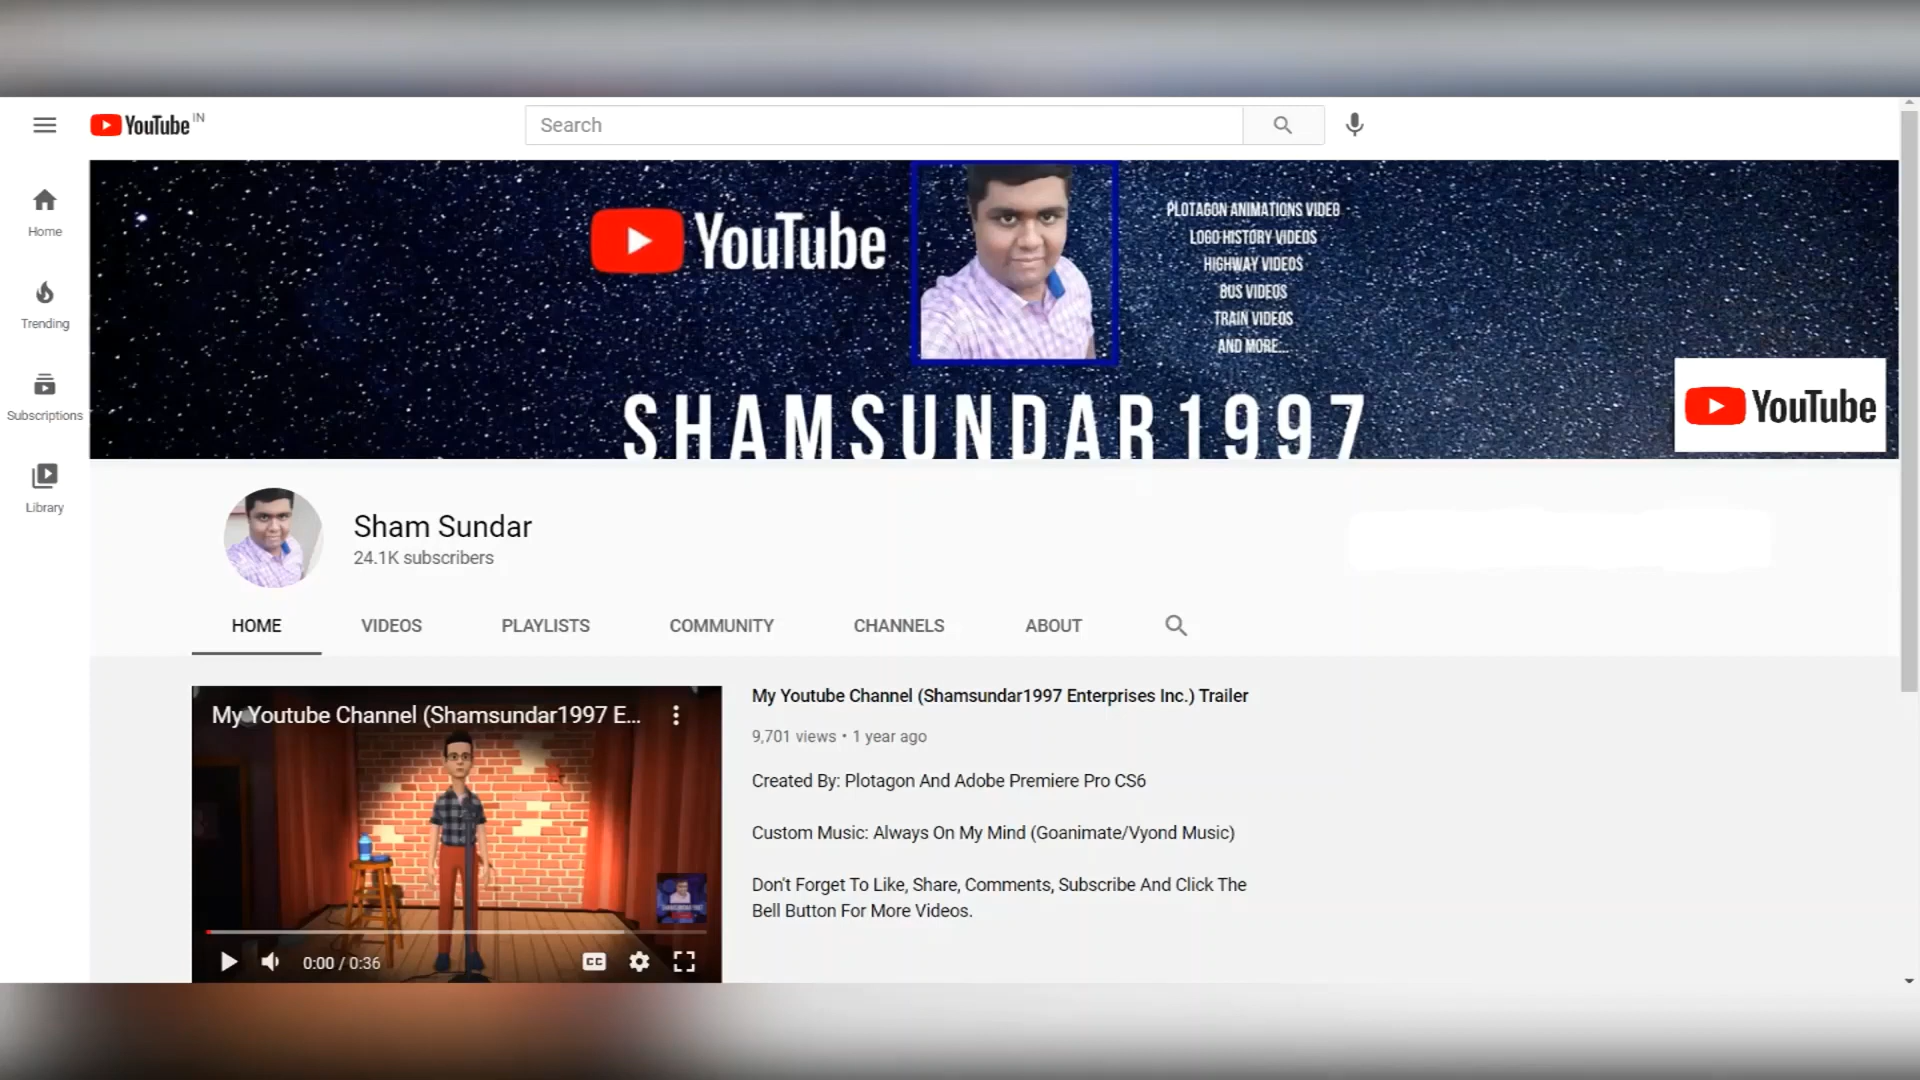 YouTube IN
Search
Home
Trending
Subscriptions
Library
YouTube
PLOTAGON ANIMATIONS VIDEO
LOGO HISTORY VIDEOS
HIGHWAY VIDEOS
BUS VIDEOS
TRAIN VIDEOS
AND MORE...
SHAMSUNDAR1997
YouTube
Sham Sundar
24.1K subscribers
HOME VIDEOS PLAYLISTS COMMUNITY CHANNELS ABOUT
My Youtube Channel (Shamsundar1997 E...
0:00 / 0:36
CC
My Youtube Channel (Shamsundar1997 Enterprises Inc.) Trailer
9,701 views • 1 year ago
Created By: Plotagon And Adobe Premiere Pro CS6
Custom Music: Always On My Mind (Goanimate/Vyond Music)
Don't Forget To Like, Share, Comments, Subscribe And Click The
Bell Button For More Videos.